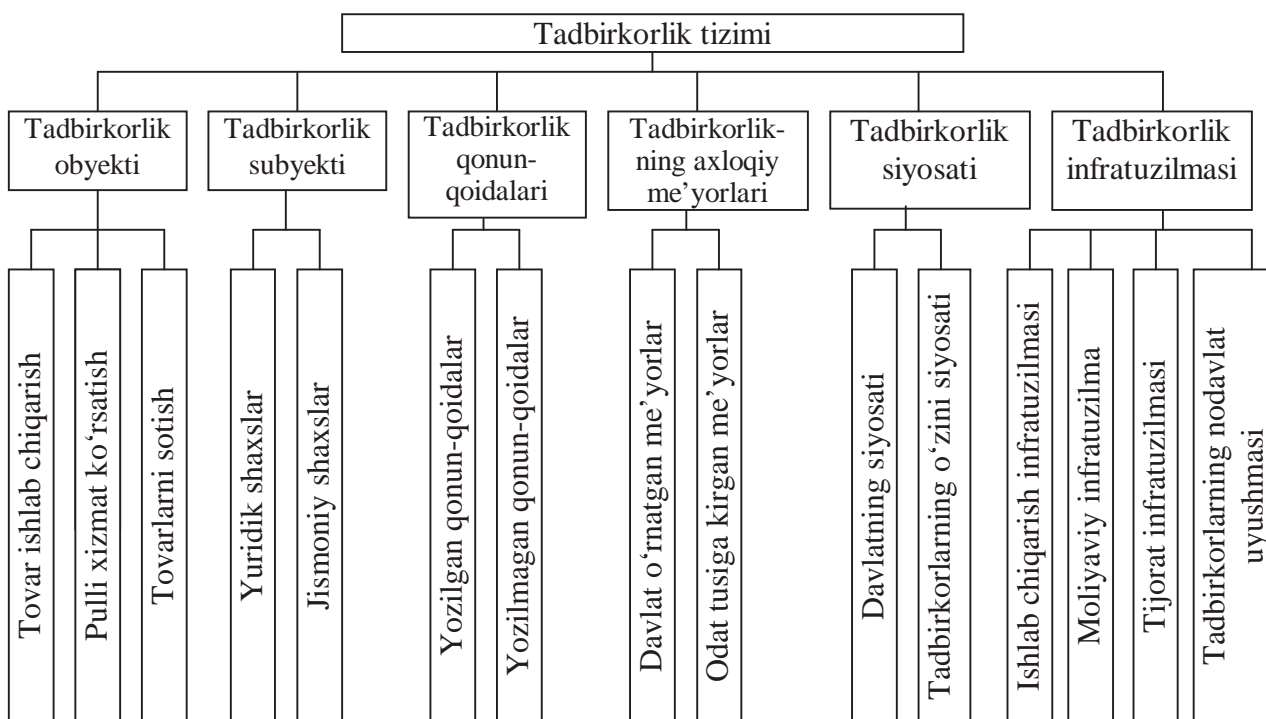 Tadbirkorlik tizimi
Tadbirkorlik
obyekti
Tadbirkorlik
subyekti
Tadbirkorlik
qonun-
qoidalari
Tadbirkorlik-
ning axloqiy
me’yorlari
Tadbirkorlik
siyosati
Tadbirkorlik
infratuzilmasi
Tovar ishlab chiqarish
Pulli xizmat ko‘rsatish
Tovarlarni sotish
Yuridik shaxslar
Jismoniy shaxslar
Yozilgan qonun-qoidalar
Yozilmagan qonun-qoidalar
Davlat o‘rnatgan me’yorlar
Odat tusiga kirgan me’yorlar
Davlatning siyosati
Tadbirkorlarning o‘zini siyosati
Ishlab chiqarish infratuzilmasi
Moliyaviy infratuzilma
Tijorat infratuzilmasi
Tadbirkorlarning nodavlat
uyushmasi